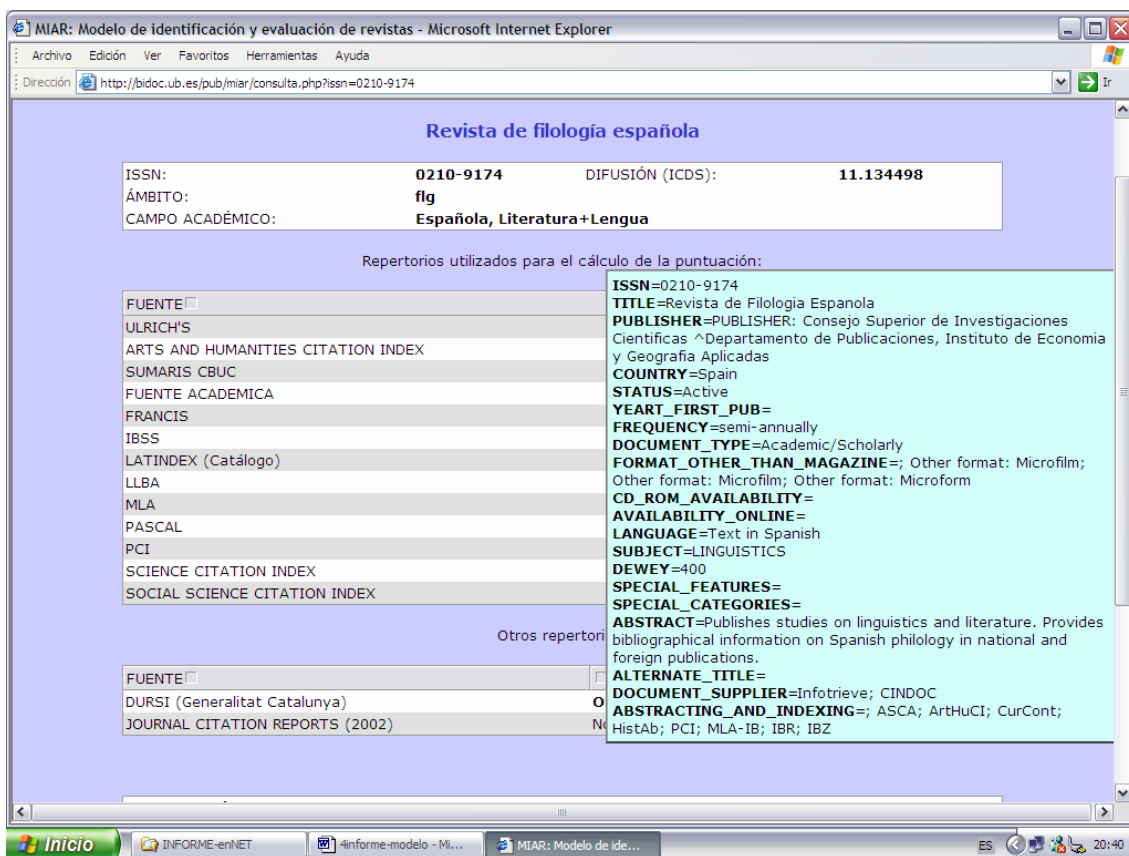 MIAR: Modelo de identificación y evaluación de revistas - Microsoft Internet Explorer
Archivo Edición Ver Favoritos Herramientas Ayuda
Dirección http://bidoc.ub.es/pub/miar/consulta.php?issn=0210-9174 Ir
Revista de filología española
ISSN: 0210-9174 DIFUSIÓN (ICDS): 11.134498
ÁMBITO: flg
CAMPO ACADÉMICO: Española, Literatura+Lengua
Repertorios utilizados para el cálculo de la puntuación:
FUENTE
ULRICH'S
ARTS AND HUMANITIES CITATION INDEX
SUMARIS CBUC
FUENTE ACADEMICA
FRANCIS
IBSS
LATINDEX (Catálogo)
LLBA
MLA
PASCAL
PCI
SCIENCE CITATION INDEX
SOCIAL SCIENCE CITATION INDEX
Otros repertori
FUENTE
DURSI (Generalitat Catalunya) O
JOURNAL CITATION REPORTS (2002)
ISSN=0210-9174
TITLE=Revista de Filologia Espanola
PUBLISHER=PUBLISHER: Consejo Superior de Investigaciones
Cientificas ^Departamento de Publicaciones, Instituto de Economia
y Geografia Aplicadas
COUNTRY=Spain
STATUS=Active
YEART_FIRST_PUB=
FREQUENCY=semi-annually
DOCUMENT_TYPE=Academic/Scholarly
FORMAT_OTHER_THAN_MAGAZINE=; Other format: Microfilm;
Other format: Microfilm; Other format: Microform
CD_ROM_AVAILABILITY=
AVAILABILITY_ONLINE=
LANGUAGE=Text in Spanish
SUBJECT=LINGUISTICS
DEWEY=400
SPECIAL_FEATURES=
SPECIAL_CATEGORIES=
ABSTRACT=Publishes studies on linguistics and literature. Provides
bibliographical information on Spanish philology in national and
foreign publications.
ALTERNATE_TITLE=
DOCUMENT_SUPPLIER=Infotrieve; CINDOC
ABSTRACTING_AND_INDEXING=; ASCA; ArtHuCI; CurCont;
HistAb; PCI; MLA-IB; IBR; IBZ
Inicio INFORME-enNET 4informe-modelo - Mi... MIAR: Modelo de ide... ES 20:40